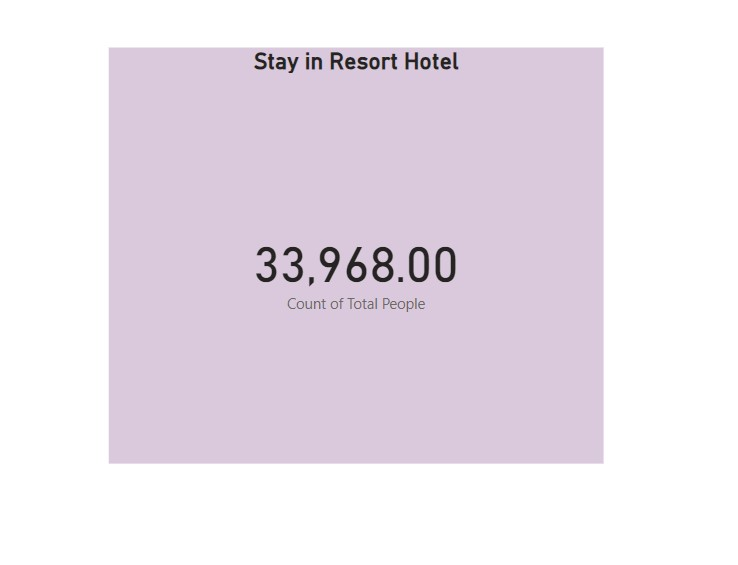 Stay in Resort Hotel
33,968.00
Count of Total People